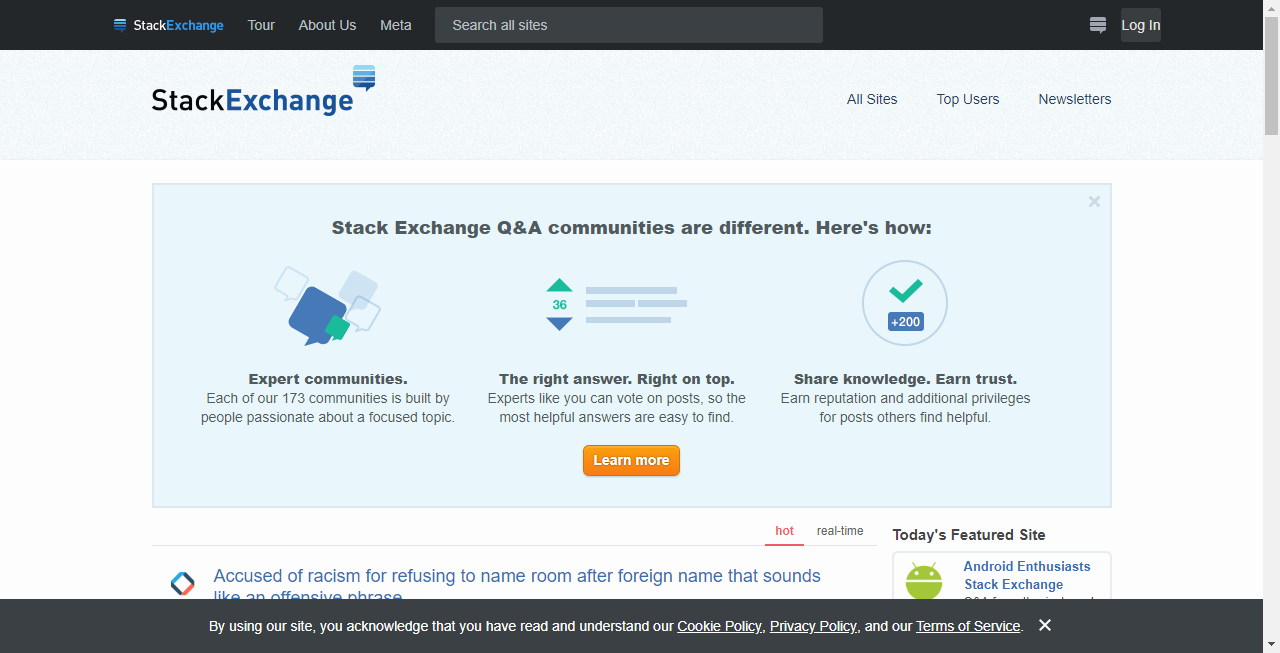 StackExchange Tour About Us Meta Search all sites Log In
StackExchange
All Sites Top Users Newsletters
Stack Exchange Q&A communities are different. Here's how:
36
+200
Expert communities.
Each of our 173 communities is built by
people passionate about a focused topic.
The right answer. Right on top.
Experts like you can vote on posts, so the
most helpful answers are easy to find.
Share knowledge. Earn trust.
Earn reputation and additional privileges
for posts others find helpful.
Learn more
hot real-time
Accused of racism for refusing to name room after foreign name that sounds
like an offensive phrase
Today's Featured Site
Android Enthusiasts
Stack Exchange
By using our site, you acknowledge that you have read and understand our Cookie Policy, Privacy Policy, and our Terms of Service.